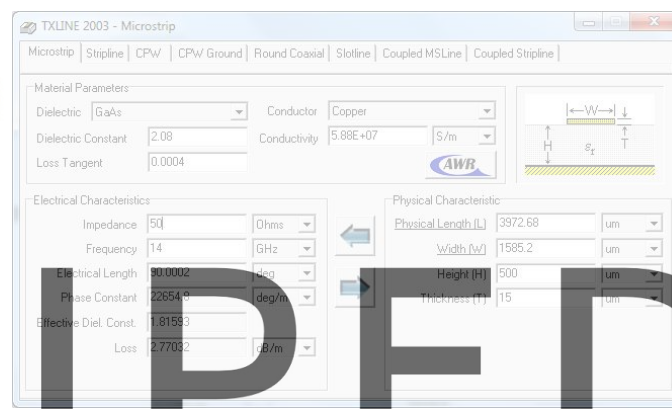 TXLINE 2003 - Microstrip
Microstrip Stripline CPW CPW Ground Round Coaxial Slotline Coupled MSLine Coupled Stripline
Material Parameters
Dielectric GaAs Conductor Copper
Dielectric Constant 2.08 Conductivity 5.88E+07 S/m
Loss Tangent 0.0004 AWR
W
H εr T
Electrical Characteristics Physical Characteristic
Impedance 50 Ohms Physical Length (L) 3972.68 um
Frequency 14 GHz Width (W) 1585.2 um
Electrical Length 90.0002 deg Height (H) 500 um
Phase Constant 22654.8 deg/m Thickness (T) 15 um
Effective Diel. Const. 1.81593
Loss 2.77032 dB/m